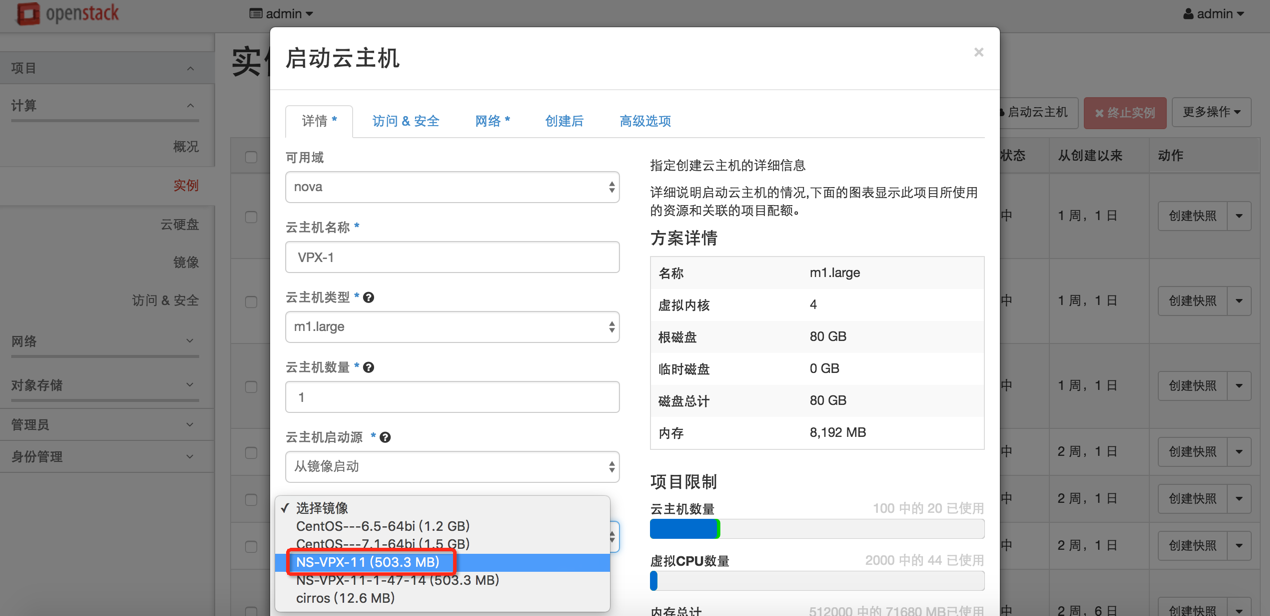 openstack
admin
admin
项目
计算
概况
实例
云硬盘
镜像
访问 & 安全
网络
对象存储
管理员
身份管理
启动云主机
终止实例
更多操作
从创建以来
动作
1 周，1 日
创建快照
1 周，1 日
创建快照
1 周，1 日
创建快照
2 周，1 日
创建快照
2 周，1 日
创建快照
2 周，1 日
创建快照
2 周，6 日
创建快照
启动云主机
×
详情 *
访问 & 安全
网络 *
创建后
高级选项
可用域
nova
云主机名称 *
VPX-1
云主机类型 *
m1.large
云主机数量 *
1
云主机启动源 *
从镜像启动
✓ 选择镜像
CentOS---6.5-64bi (1.2 GB)
CentOS---7.1-64bi (1.5 GB)
NS-VPX-11 (503.3 MB)
NS-VPX-11-1-47-14 (503.3 MB)
cirros (12.6 MB)
指定创建云主机的详细信息
详细说明启动云主机的情况,下面的图表显示此项目所使用
的资源和关联的项目配额。
方案详情
名称 m1.large
虚拟内核 4
根磁盘 80 GB
临时磁盘 0 GB
磁盘总计 80 GB
内存 8,192 MB
项目限制
云主机数量 100 中的 20 已使用
虚拟CPU数量 2000 中的 44 已使用
内存总计 512000 中的 71680 MB已使用